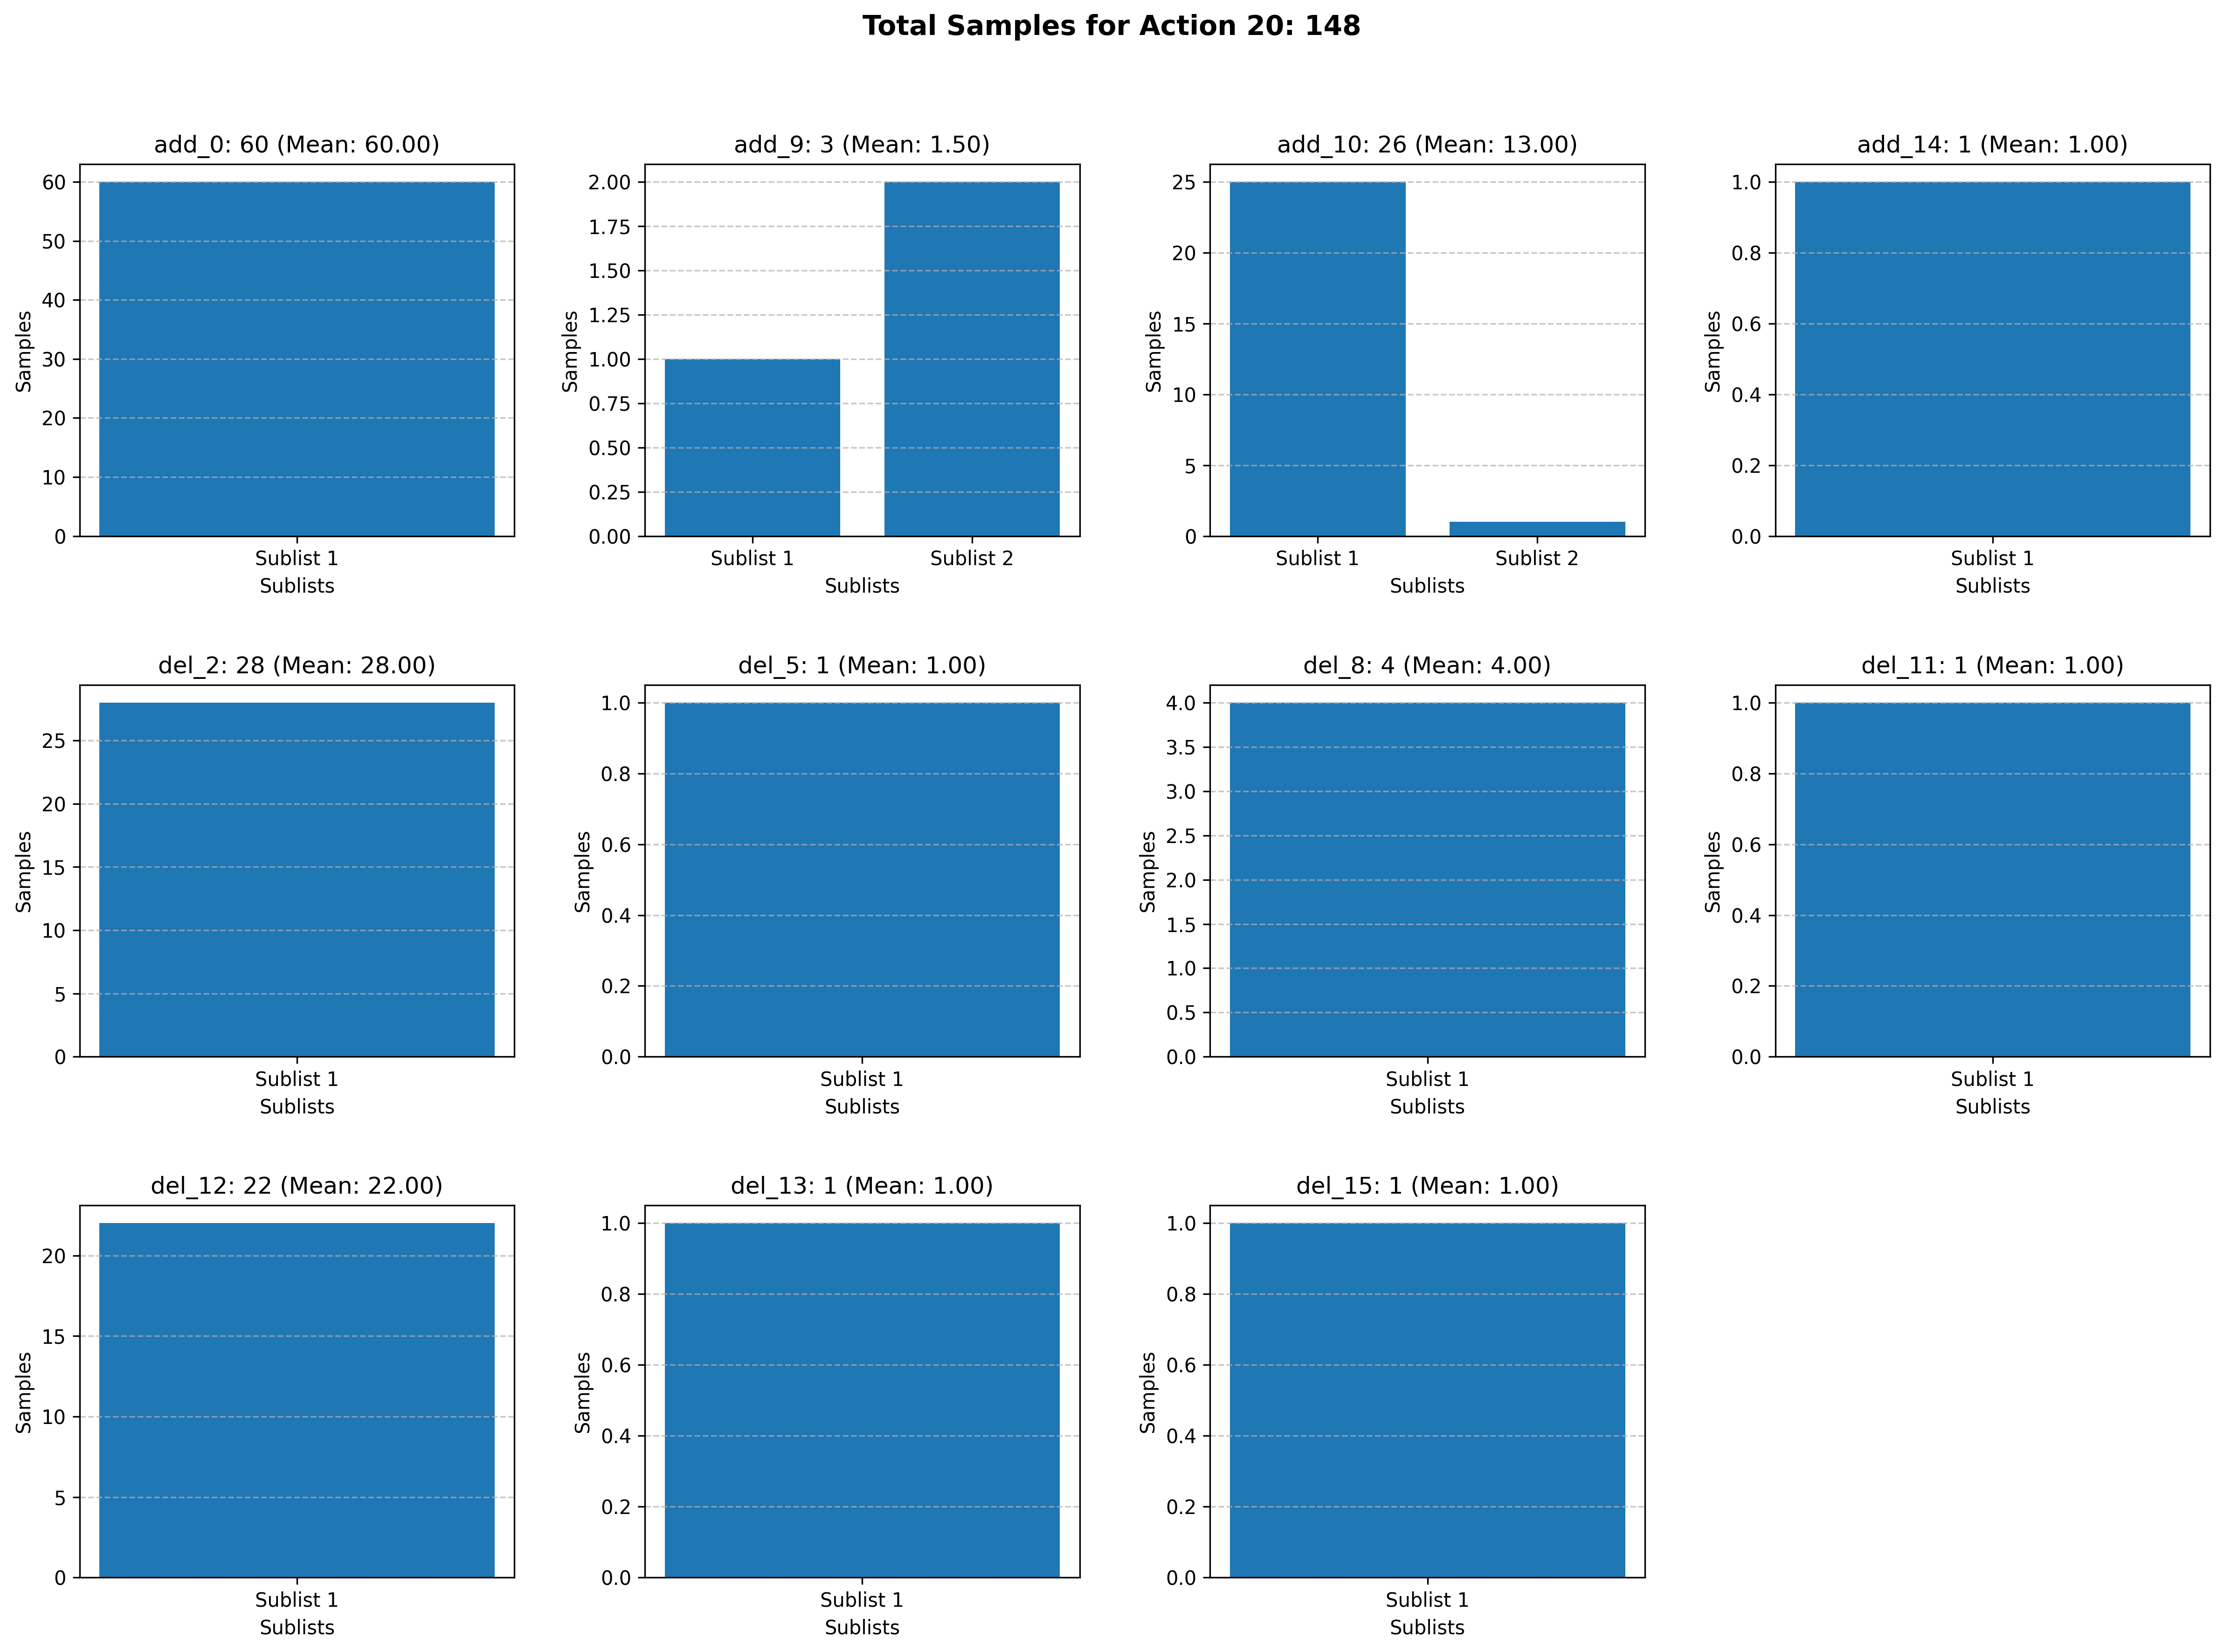 Total Samples for Action 20: 148
add_0: 60 (Mean: 60.00)
60
50
40
30
20
10
0
Samples
Sublist 1
Sublists
add_9: 3 (Mean: 1.50)
2.00
1.75
1.50
1.25
1.00
0.75
0.50
0.25
0.00
Samples
Sublist 1 Sublist 2
Sublists
add_10: 26 (Mean: 13.00)
25
20
15
10
5
0
Samples
Sublist 1 Sublist 2
Sublists
add_14: 1 (Mean: 1.00)
1.0
0.8
0.6
0.4
0.2
0.0
Samples
Sublist 1
Sublists
del_2: 28 (Mean: 28.00)
25
20
15
10
5
0
Samples
Sublist 1
Sublists
del_5: 1 (Mean: 1.00)
1.0
0.8
0.6
0.4
0.2
0.0
Samples
Sublist 1
Sublists
del_8: 4 (Mean: 4.00)
4.0
3.5
3.0
2.5
2.0
1.5
1.0
0.5
0.0
Samples
Sublist 1
Sublists
del_11: 1 (Mean: 1.00)
1.0
0.8
0.6
0.4
0.2
0.0
Samples
Sublist 1
Sublists
del_12: 22 (Mean: 22.00)
20
15
10
5
0
Samples
Sublist 1
Sublists
del_13: 1 (Mean: 1.00)
1.0
0.8
0.6
0.4
0.2
0.0
Samples
Sublist 1
Sublists
del_15: 1 (Mean: 1.00)
1.0
0.8
0.6
0.4
0.2
0.0
Samples
Sublist 1
Sublists